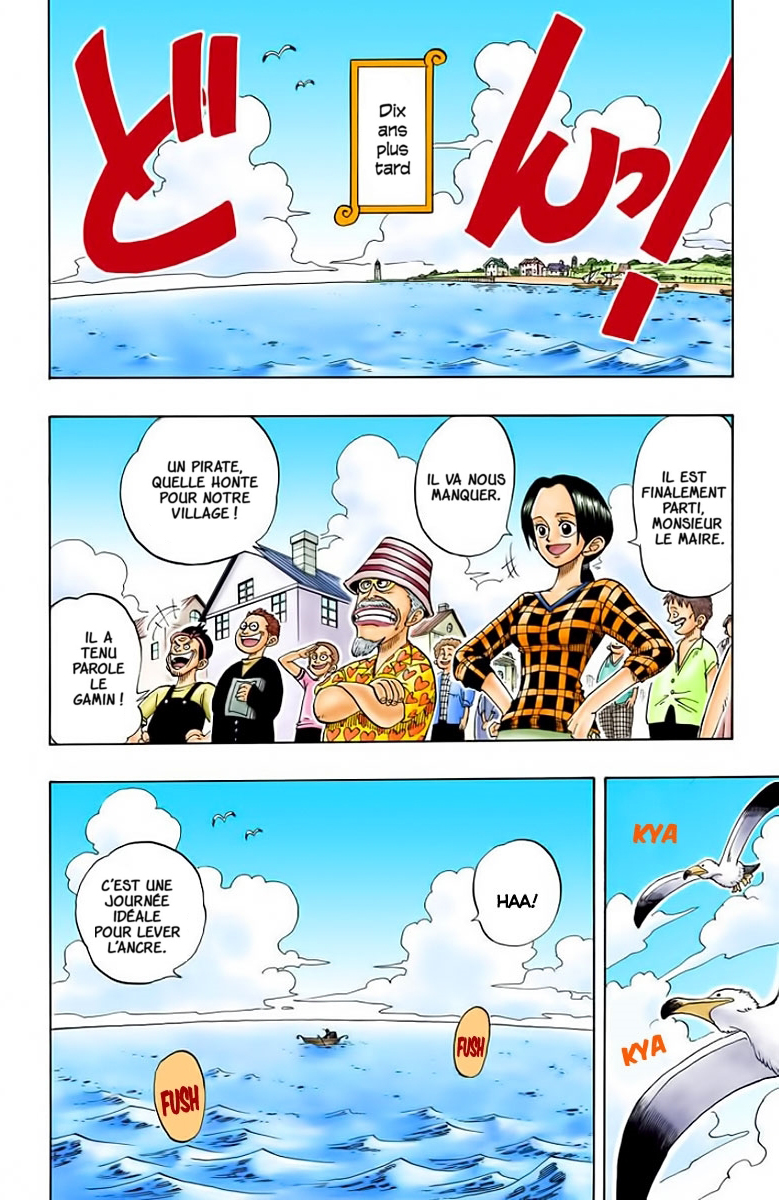 どんっ!
Dix
ans
plus
tard
IL EST
FINALEMENT
PARTI,
MONSIEUR
LE MAIRE.
IL VA NOUS
MANQUER.
UN PIRATE,
QUELLE HONTE
POUR NOTRE
VILLAGE !
IL A
TENU
PAROLE
LE
GAMIN !
KYA
KYA
HAA!
C'EST UNE
JOURNÉE
IDÉALE
POUR LEVER
L'ANCRE.
FUSH
FUSH